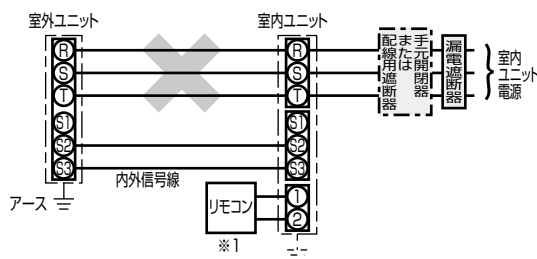 室外ユニット
R
S
T
S1
S2
S3
アース
内外信号線
室内ユニット
R
S
T
S1
S2
S3
1
2
リモコン
※1
手元開閉器
または
配線用遮断器
漏電遮断器
室内
ユニット
電源